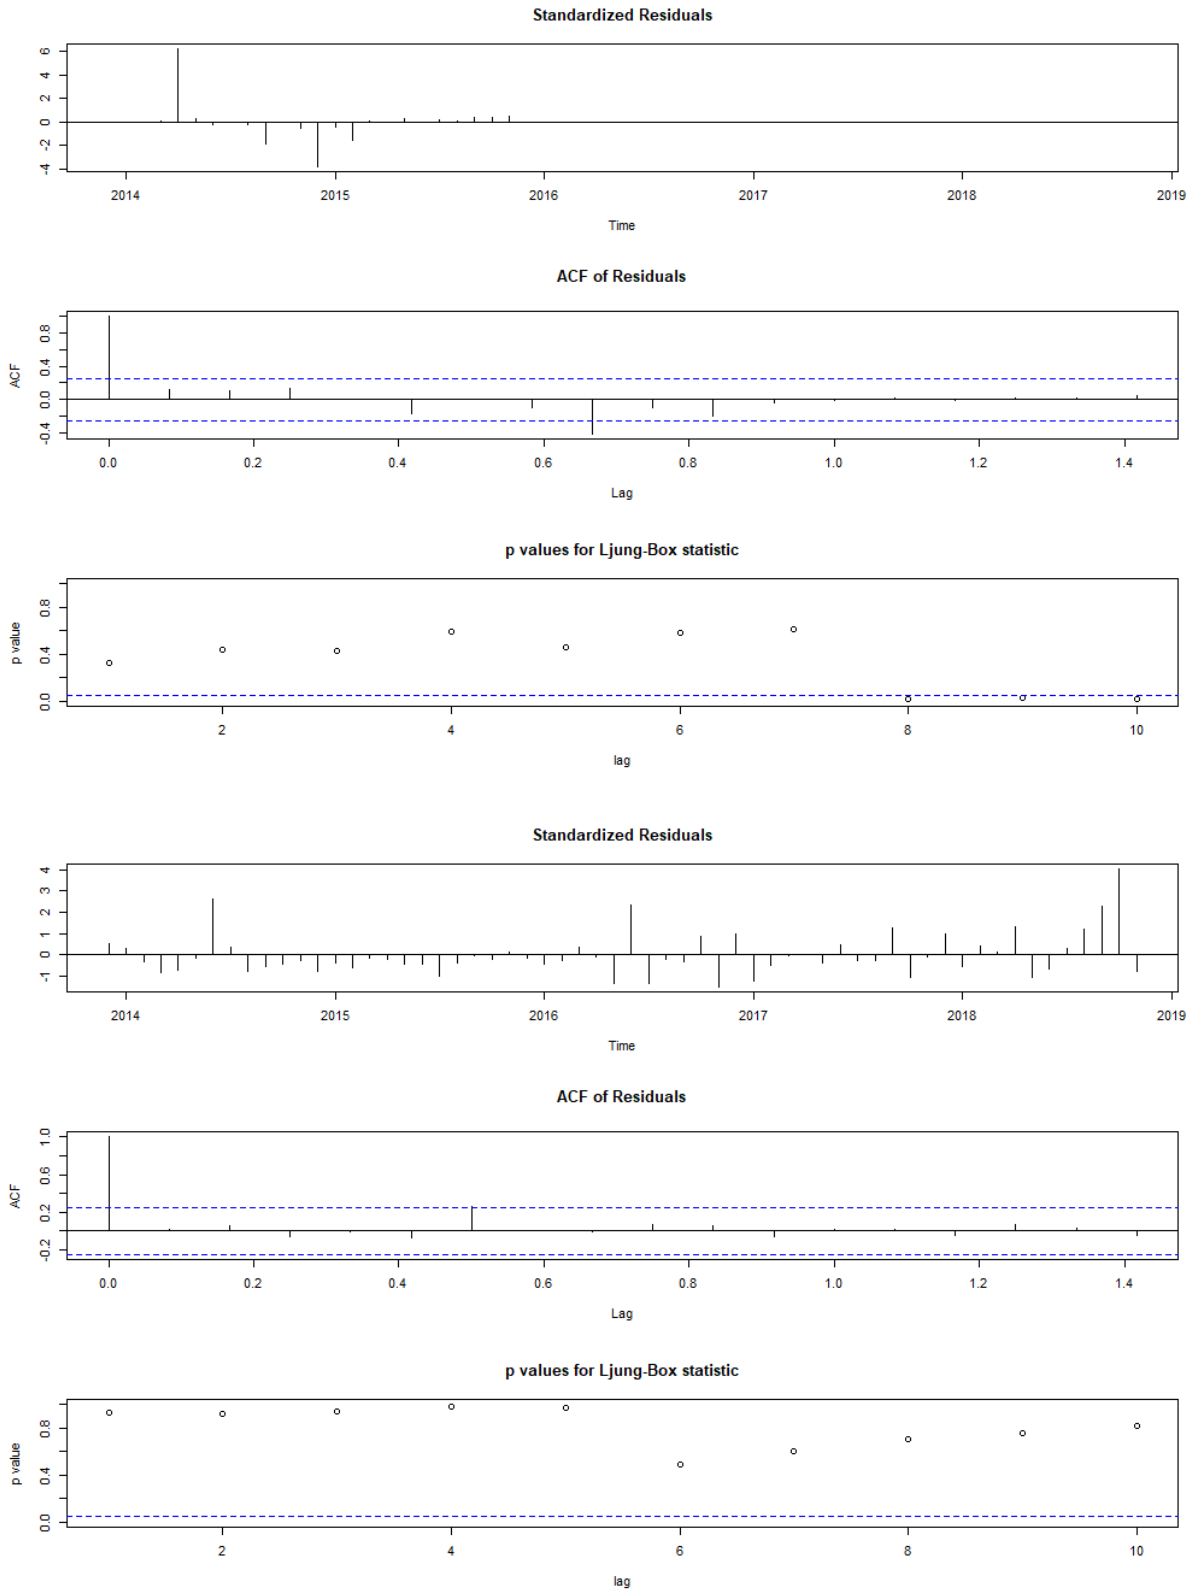 Standardized Residuals
6
4
2
0
-2
-4
2014 2015 2016 2017 2018 2019
Time
ACF of Residuals
ACF
0.8
0.4
0.0
-0.4
0.0 0.2 0.4 0.6 0.8 1.0 1.2 1.4
Lag
p values for Ljung-Box statistic
p value
0.8
0.4
0.0
2 4 6 8 10
lag
Standardized Residuals
4
3
2
1
0
-1
2014 2015 2016 2017 2018 2019
Time
ACF of Residuals
ACF
1.0
0.6
0.2
-0.2
0.0 0.2 0.4 0.6 0.8 1.0 1.2 1.4
Lag
p values for Ljung-Box statistic
p value
0.8
0.4
0.0
2 4 6 8 10
lag